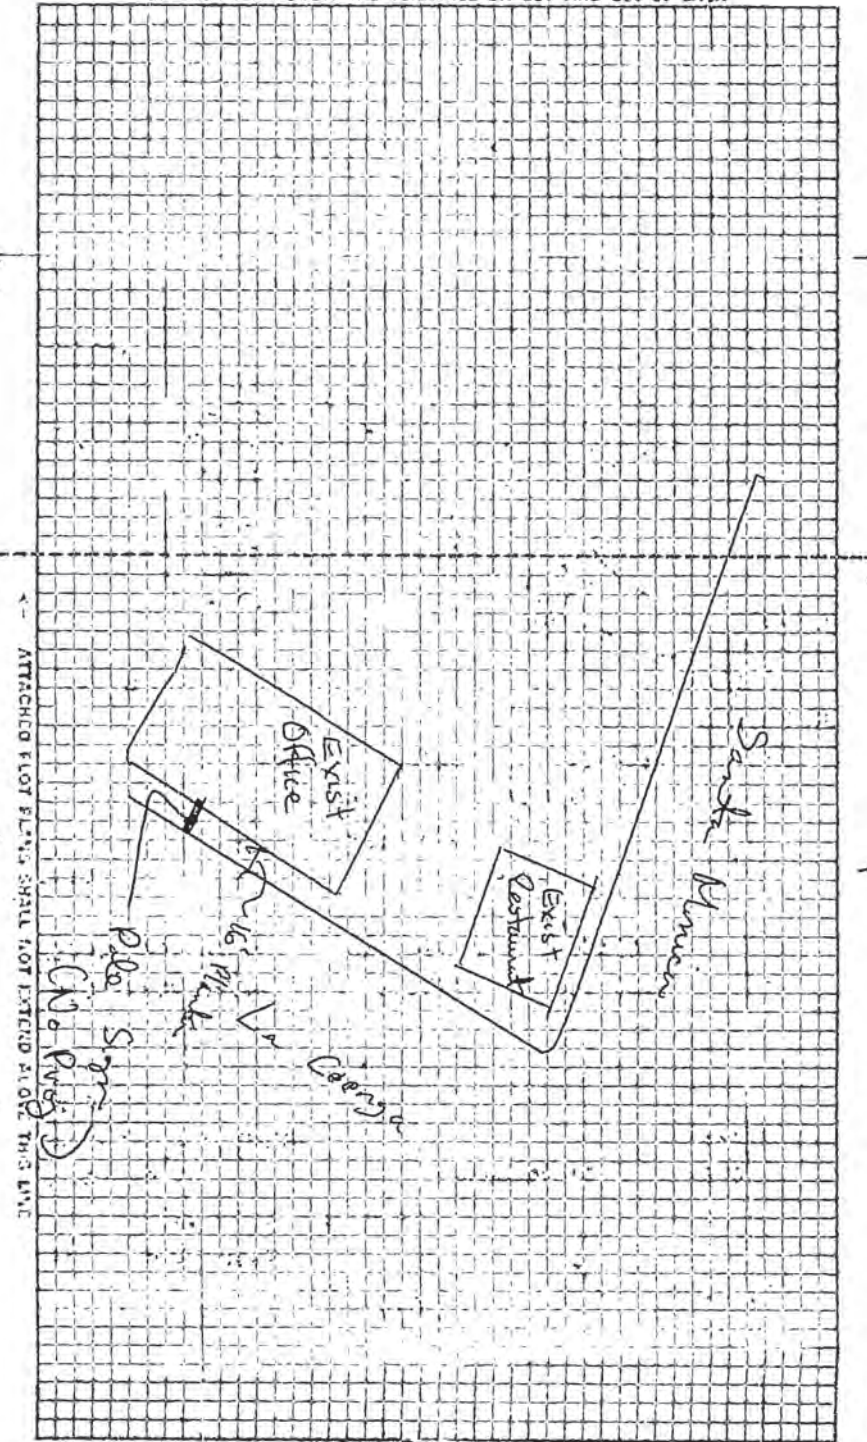 Santa Monica
Exist
Restaurant
Exist
Office
16' Planter
La Cienega
Pole Sign
(No Proj)
<- ATTACHED PLOT PLANS SHALL NOT EXTEND ABOVE THIS LINE